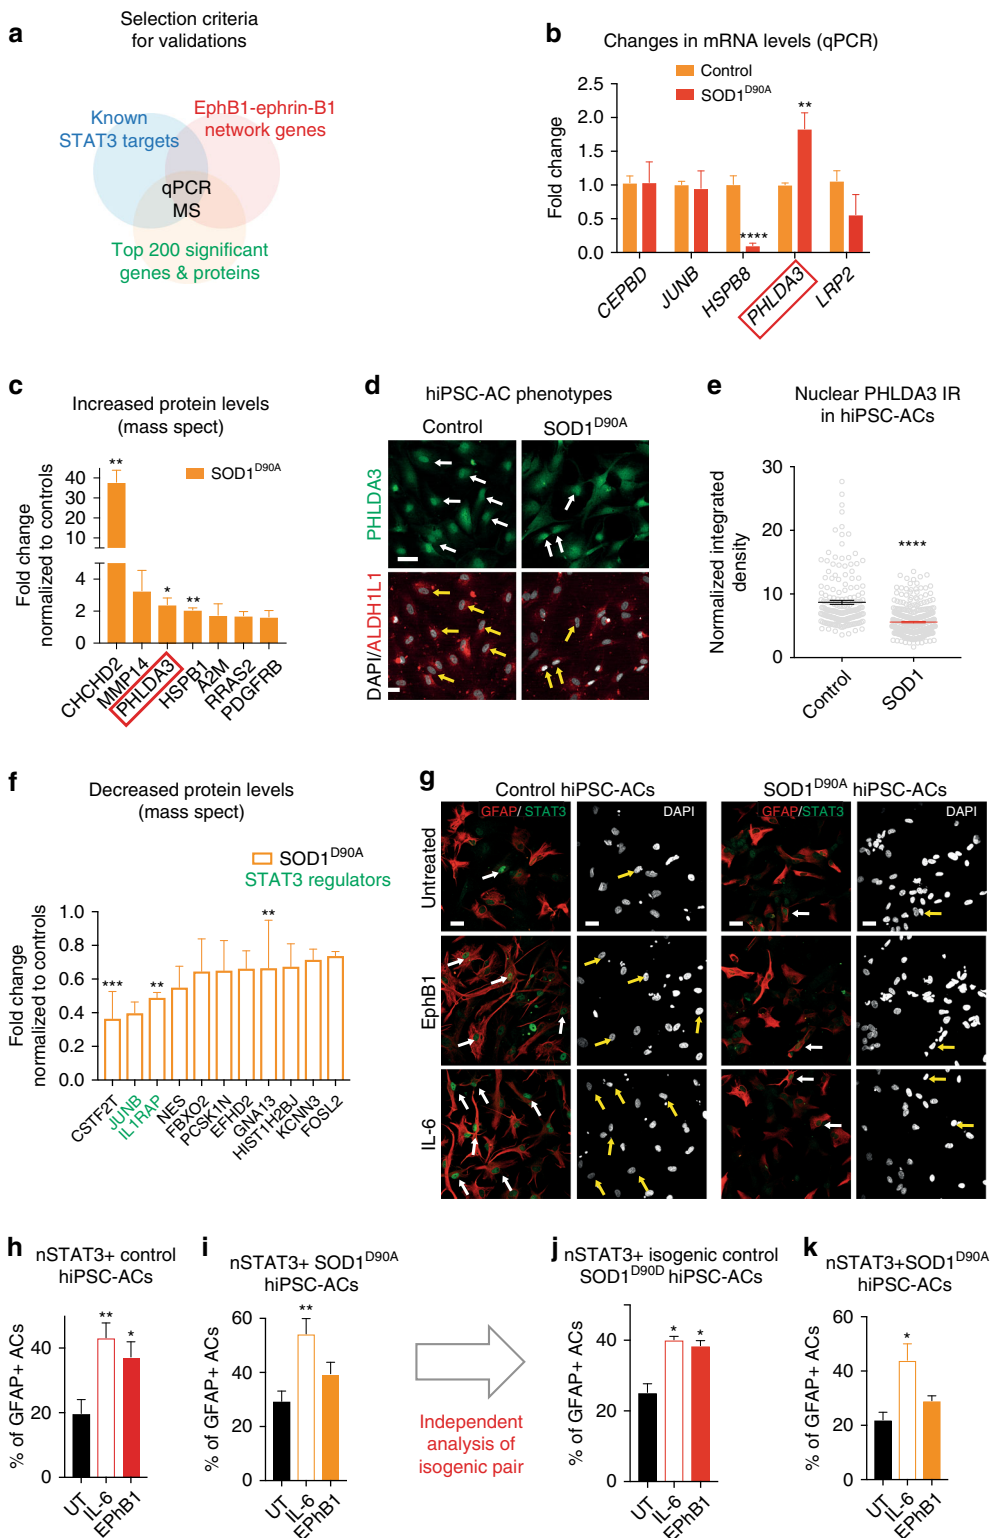 a
Selection criteria
for validations
Known
STAT3 targets
EphB1-ephrin-B1
network genes
qPCR
MS
Top 200 significant
genes & proteins
b
Changes in mRNA levels (qPCR)
Control
SOD1D90A
Fold change
2.5
2.0
1.5
1.0
0.5
0.0
****
**
CEPBD
JUNB
HSPB8
PHLDA3
LRP2
c
Increased protein levels
(mass spect)
SOD1D90A
Fold change
normalized to controls
40
30
20
10
4
2
0
**
*
**
CHCHD2
MMP14
PHLDA3
HSPB1
A2M
RRAS2
PDGFRB
d
hiPSC-AC phenotypes
Control
SOD1D90A
PHLDA3
DAPI/ALDH1L1
e
Nuclear PHLDA3 IR
in hiPSC-ACs
Normalized integrated
density
30
20
10
0
****
Control
SOD1
f
Decreased protein levels
(mass spect)
SOD1D90A
STAT3 regulators
Fold change
normalized to controls
1.0
0.8
0.6
0.4
0.2
0.0
***
**
**
CSTF2T
JUNB
IL1RAP
NES
FBXO2
PCSK1N
EFHD2
GNA13
HIST1H2BJ
KCNN3
FOSL2
g
Control hiPSC-ACs
SOD1D90A hiPSC-ACs
GFAP/ STAT3
DAPI
GFAP/STAT3
DAPI
Untreated
EphB1
IL-6
h
nSTAT3+ control
hiPSC-ACs
% of GFAP+ ACs
60
40
20
0
**
*
UT
IL-6
EPhB1
i
nSTAT3+ SOD1D90A
hiPSC-ACs
% of GFAP+ ACs
60
40
20
0
**
UT
IL-6
EPhB1
Independent
analysis of
isogenic pair
j
nSTAT3+ isogenic control
SOD1D90D hiPSC-ACs
% of GFAP+ ACs
60
40
20
0
*
*
UT
IL-6
EPhB1
k
nSTAT3+SOD1D90A
hiPSC-ACs
% of GFAP+ ACs
60
40
20
0
*
UT
IL-6
EPhB1